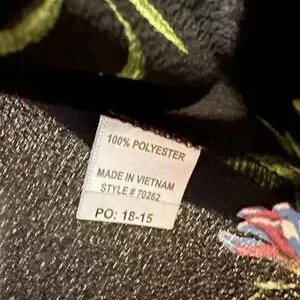 100% POLYESTER
MADE IN VIETNAM
STYLE # 70262
PO: 18-15